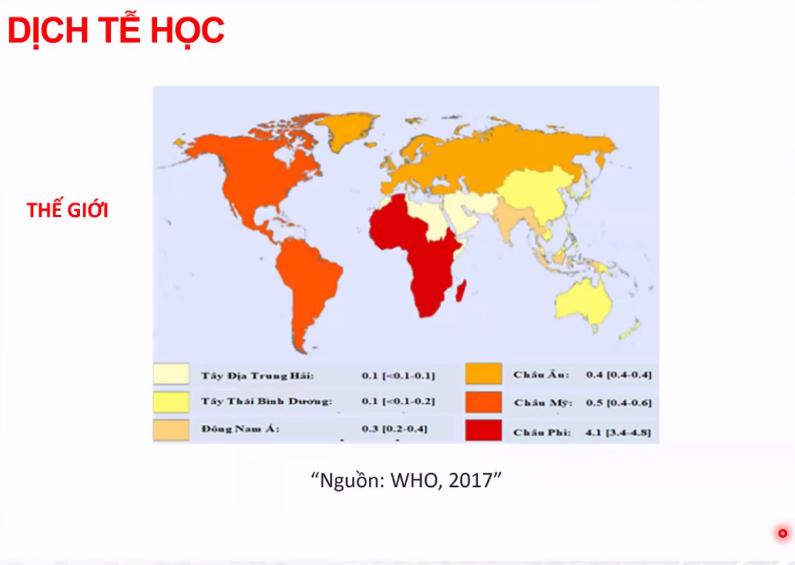 DỊCH TỄ HỌC
THẾ GIỚI
Tây Địa Trung Hải: 0.1 [<0.1-0.1]
Tây Thái Bình Dương: 0.1 [<0.1-0.2]
Đông Nam Á: 0.3 [0.2-0.4]
Châu Âu: 0.4 [0.4-0.4]
Châu Mỹ: 0.5 [0.4-0.6]
Châu Phi: 4.1 [3.4-4.8]
“Nguồn: WHO, 2017”